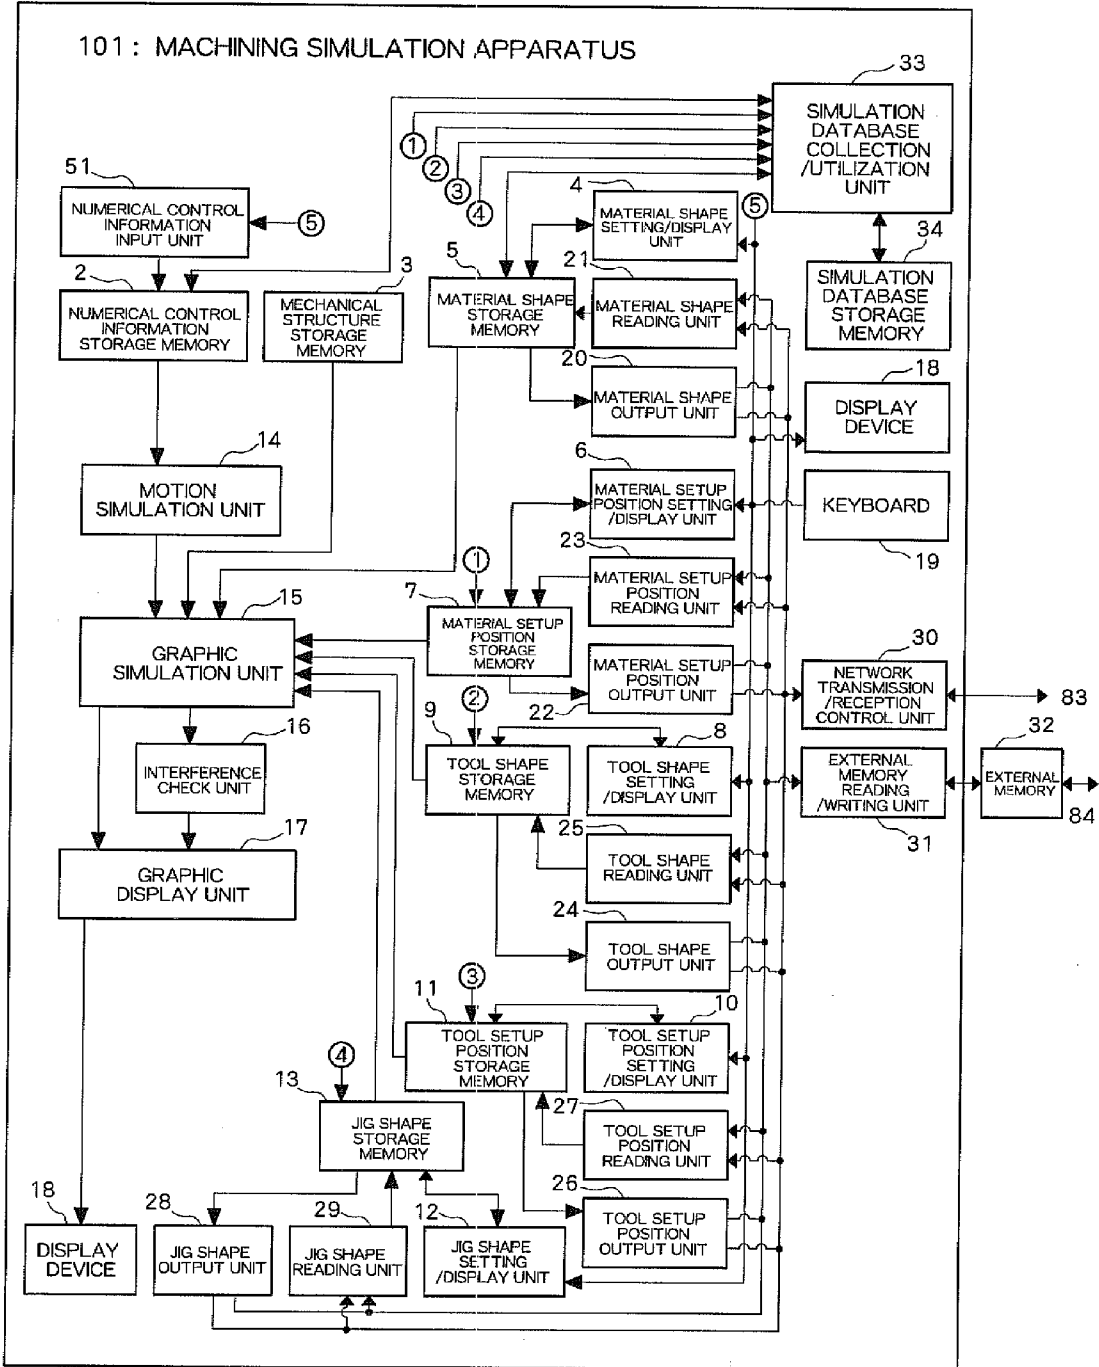 101 : MACHINING SIMULATION APPARATUS
33
SIMULATION
DATABASE
COLLECTION
/UTILIZATION
UNIT
①
②
③
④
51
NUMERICAL CONTROL
INFORMATION
INPUT UNIT
⑤
4
MATERIAL SHAPE
SETTING/DISPLAY
UNIT
⑤
34
SIMULATION
DATABASE
STORAGE
MEMORY
2
NUMERICAL CONTROL
INFORMATION
STORAGE MEMORY
3
MECHANICAL
STRUCTURE
STORAGE
MEMORY
5
MATERIAL SHAPE
STORAGE
MEMORY
21
MATERIAL SHAPE
READING UNIT
20
MATERIAL SHAPE
OUTPUT UNIT
18
DISPLAY
DEVICE
14
MOTION
SIMULATION UNIT
6
MATERIAL SETUP
POSITION SETTING
/DISPLAY UNIT
KEYBOARD
19
23
MATERIAL SETUP
POSITION
READING UNIT
①
7
MATERIAL SETUP
POSITION
STORAGE
MEMORY
15
GRAPHIC
SIMULATION UNIT
MATERIAL SETUP
POSITION
OUTPUT UNIT
22
30
NETWORK
TRANSMISSION
/RECEPTION
CONTROL UNIT
83
②
9
TOOL SHAPE
STORAGE
MEMORY
8
TOOL SHAPE
SETTING
/DISPLAY UNIT
16
INTERFERENCE
CHECK UNIT
EXTERNAL
MEMORY
READING
/WRITING UNIT
31
32
EXTERNAL
MEMORY
84
17
GRAPHIC
DISPLAY UNIT
25
TOOL SHAPE
READING UNIT
24
TOOL SHAPE
OUTPUT UNIT
③
11
TOOL SETUP
POSITION
STORAGE
MEMORY
10
TOOL SETUP
POSITION
SETTING
/DISPLAY UNIT
④
13
JIG SHAPE
STORAGE
MEMORY
27
TOOL SETUP
POSITION
READING UNIT
26
TOOL SETUP
POSITION
OUTPUT UNIT
18
DISPLAY
DEVICE
28
JIG SHAPE
OUTPUT UNIT
29
JIG SHAPE
READING UNIT
12
JIG SHAPE
SETTING
/DISPLAY UNIT